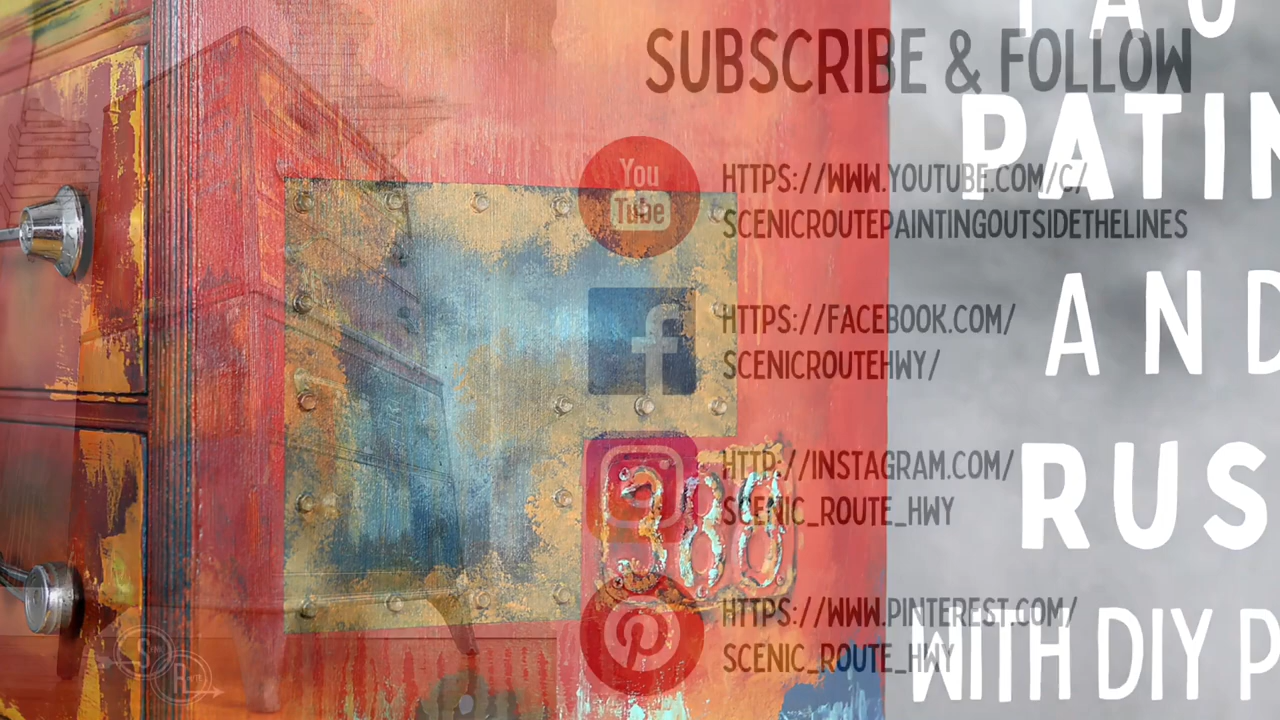 SUBSCRIBE & FOLLOW
You
Tube
HTTPS://WWW.YOUTUBE.COM/C/
SCENICROUTEPAINTINGOUTSIDETHELINES
f
HTTPS://FACEBOOK.COM/
SCENICROUTEHWY/
HTTP://INSTAGRAM.COM/
SCENIC_ROUTE_HWY
388
HTTPS://WWW.PINTEREST.COM/
SCENIC_ROUTE_HWY
PATIN
AND
RUS
WITH DIY P
S
R